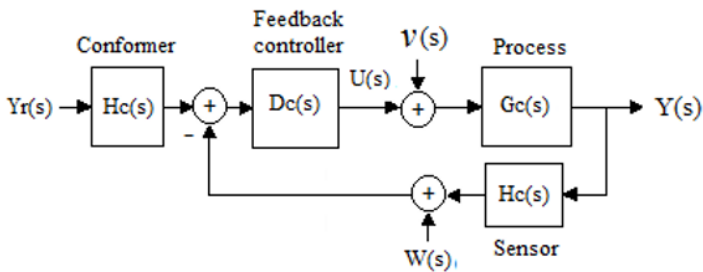 Feedback
controller
Conformer
ν(s)
Process
U(s)
Yr(s)
Hc(s)
+
Dc(s)
+
Gc(s)
Y(s)
-
+
Hc(s)
W(s)
Sensor